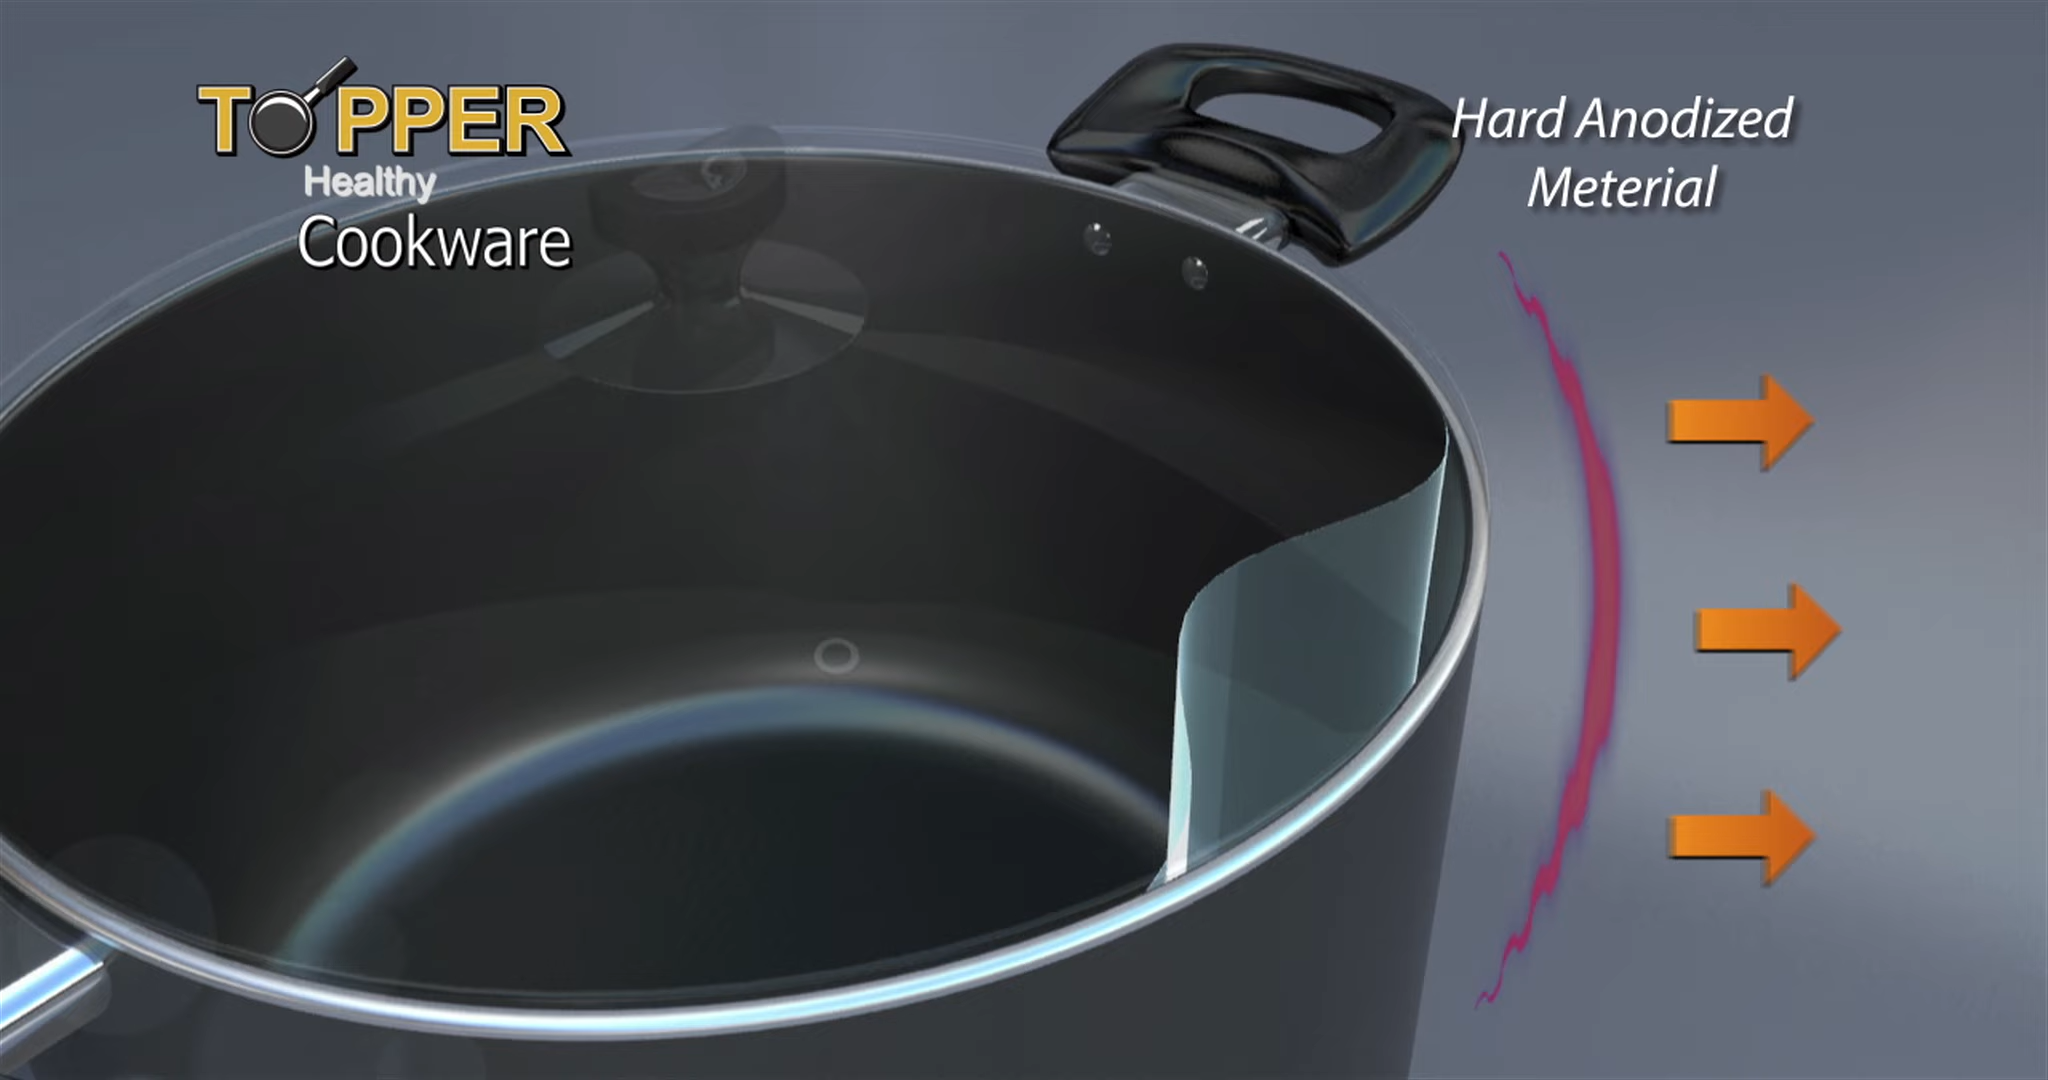 TOPPER
Healthy
Cookware
Hard Anodized
Meterial